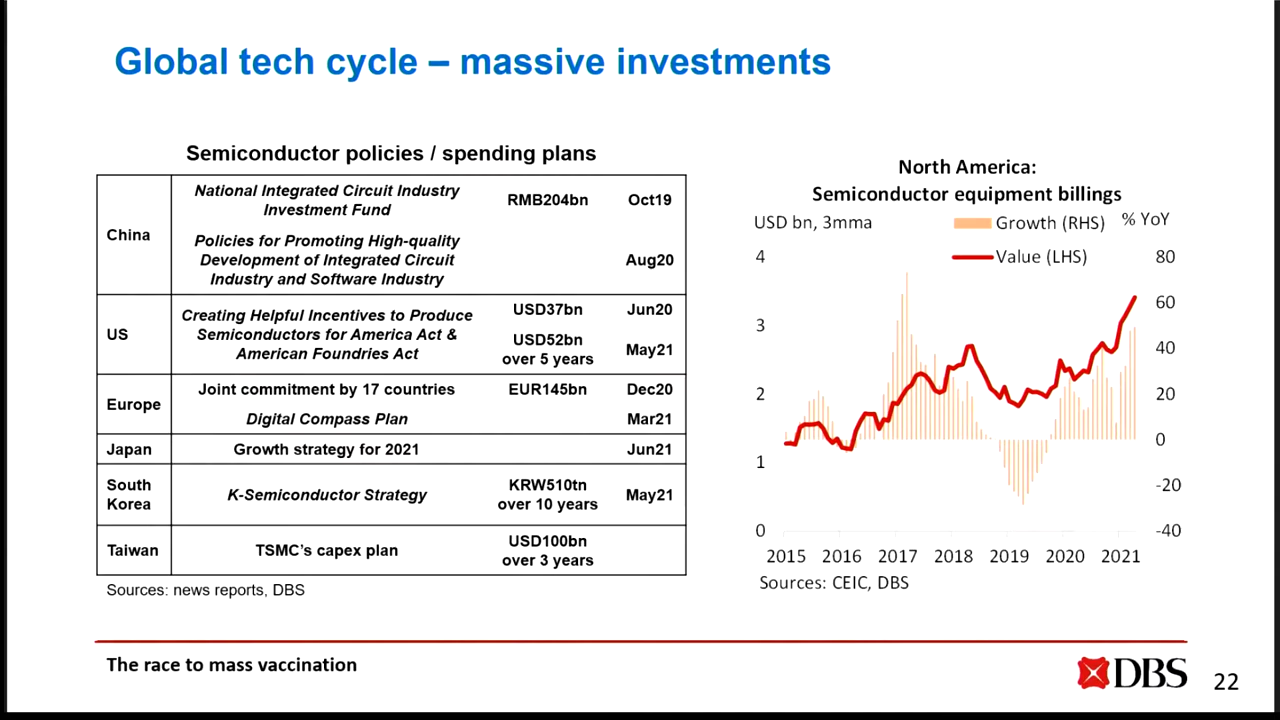 Global tech cycle – massive investments
Semiconductor policies / spending plans
China
National Integrated Circuit Industry
Investment Fund
RMB204bn
Oct19
Policies for Promoting High-quality
Development of Integrated Circuit
Industry and Software Industry
Aug20
US
Creating Helpful Incentives to Produce
Semiconductors for America Act &
American Foundries Act
USD37bn
Jun20
USD52bn
over 5 years
May21
Europe
Joint commitment by 17 countries
EUR145bn
Dec20
Digital Compass Plan
Mar21
Japan
Growth strategy for 2021
Jun21
South
Korea
K-Semiconductor Strategy
KRW510tn
over 10 years
May21
Taiwan
TSMC's capex plan
USD100bn
over 3 years
Sources: news reports, DBS
North America:
Semiconductor equipment billings
USD bn, 3mma
Growth (RHS)
% YoY
Value (LHS)
4
3
2
1
0
80
60
40
20
0
-20
-40
2015 2016 2017 2018 2019 2020 2021
Sources: CEIC, DBS
The race to mass vaccination
DBS
22